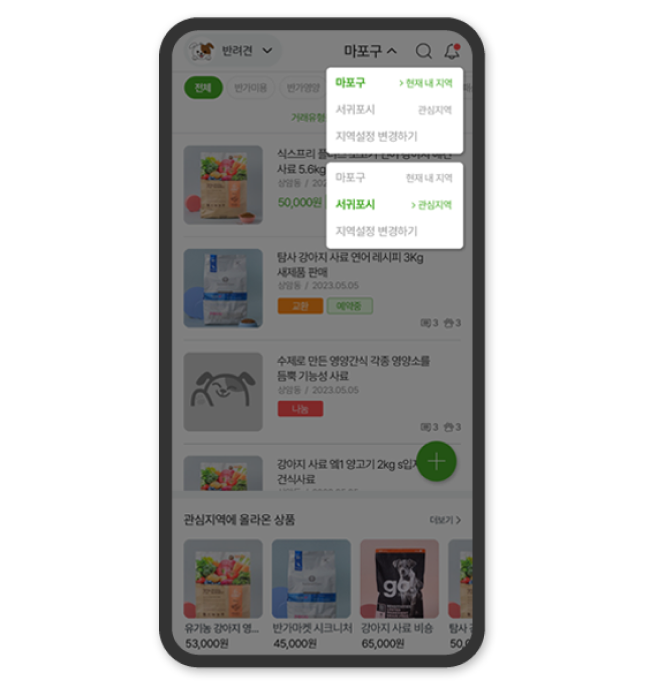 반려견
마포구
전체
반가미용
반가영양
거래유형
마포구 > 현재 내 지역
서귀포시 관심지역
지역설정 변경하기
마포구 현재 내 지역
서귀포시 > 관심지역
지역설정 변경하기
식스프리
사료 5.6kg
상암동 / 202
50,000원
탐사 강아지 사료 연어 레시피 3Kg
새제품 판매
상암동 / 2023.05.05
교환 예약중
3 3
수제로 만든 영양간식 각종 영양소를
듬뿍 기능성 사료
상암동 / 2023.05.05
나눔
3 3
강아지 사료 엘1 양고기 2kg s입자
건식사료
관심지역에 올라온 상품 더보기 >
유기농 강아지 영... 반가마켓 시크니처 강아지 사료 비숑 탐사
53,000원 45,000원 65,000원 50,
go!